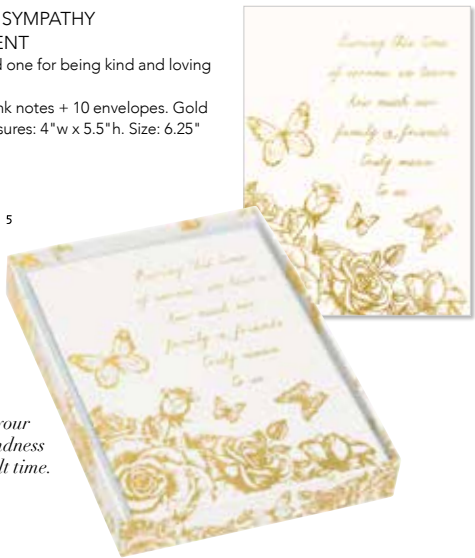 SYMPATHY
ENT
d one for being kind and loving
nk notes + 10 envelopes. Gold
sures: 4"w x 5.5"h. Size: 6.25"
5
During this time
of sorrow, we learn
how much our
family & friends
truly mean
to us
During this time
of sorrow, we learn
how much our
family & friends
truly mean
to us
your
ndness
lt time.